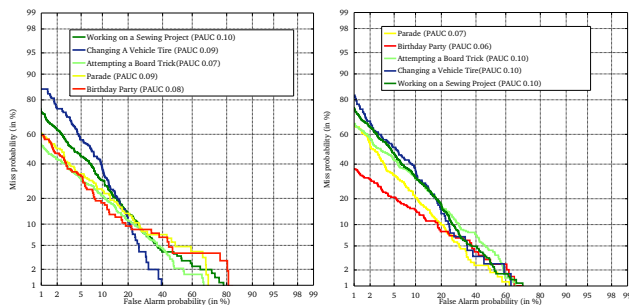 Miss probability (in %)
99
98
95
90
80
60
40
20
10
5
2
1
Working on a Sewing Project (PAUC 0.10)
Changing A Vehicle Tire (PAUC 0.09)
Attempting a Board Trick(PAUC 0.07)
Parade (PAUC 0.09)
Birthday Party (PAUC 0.08)
1 2 5 10 20 40 60 80 90 95 98 99
False Alarm probability (in %)
Miss probability (in %)
99
98
95
90
80
60
40
20
10
5
2
1
Parade (PAUC 0.07)
Birthday Party (PAUC 0.06)
Attempting a Board Trick (PAUC 0.10)
Changing a Vehicle Tire(PAUC 0.10)
Working on a Sewing Project (PAUC 0.10)
1 2 5 10 20 40 60 80 90 95 98 99
False Alarm probability (in %)